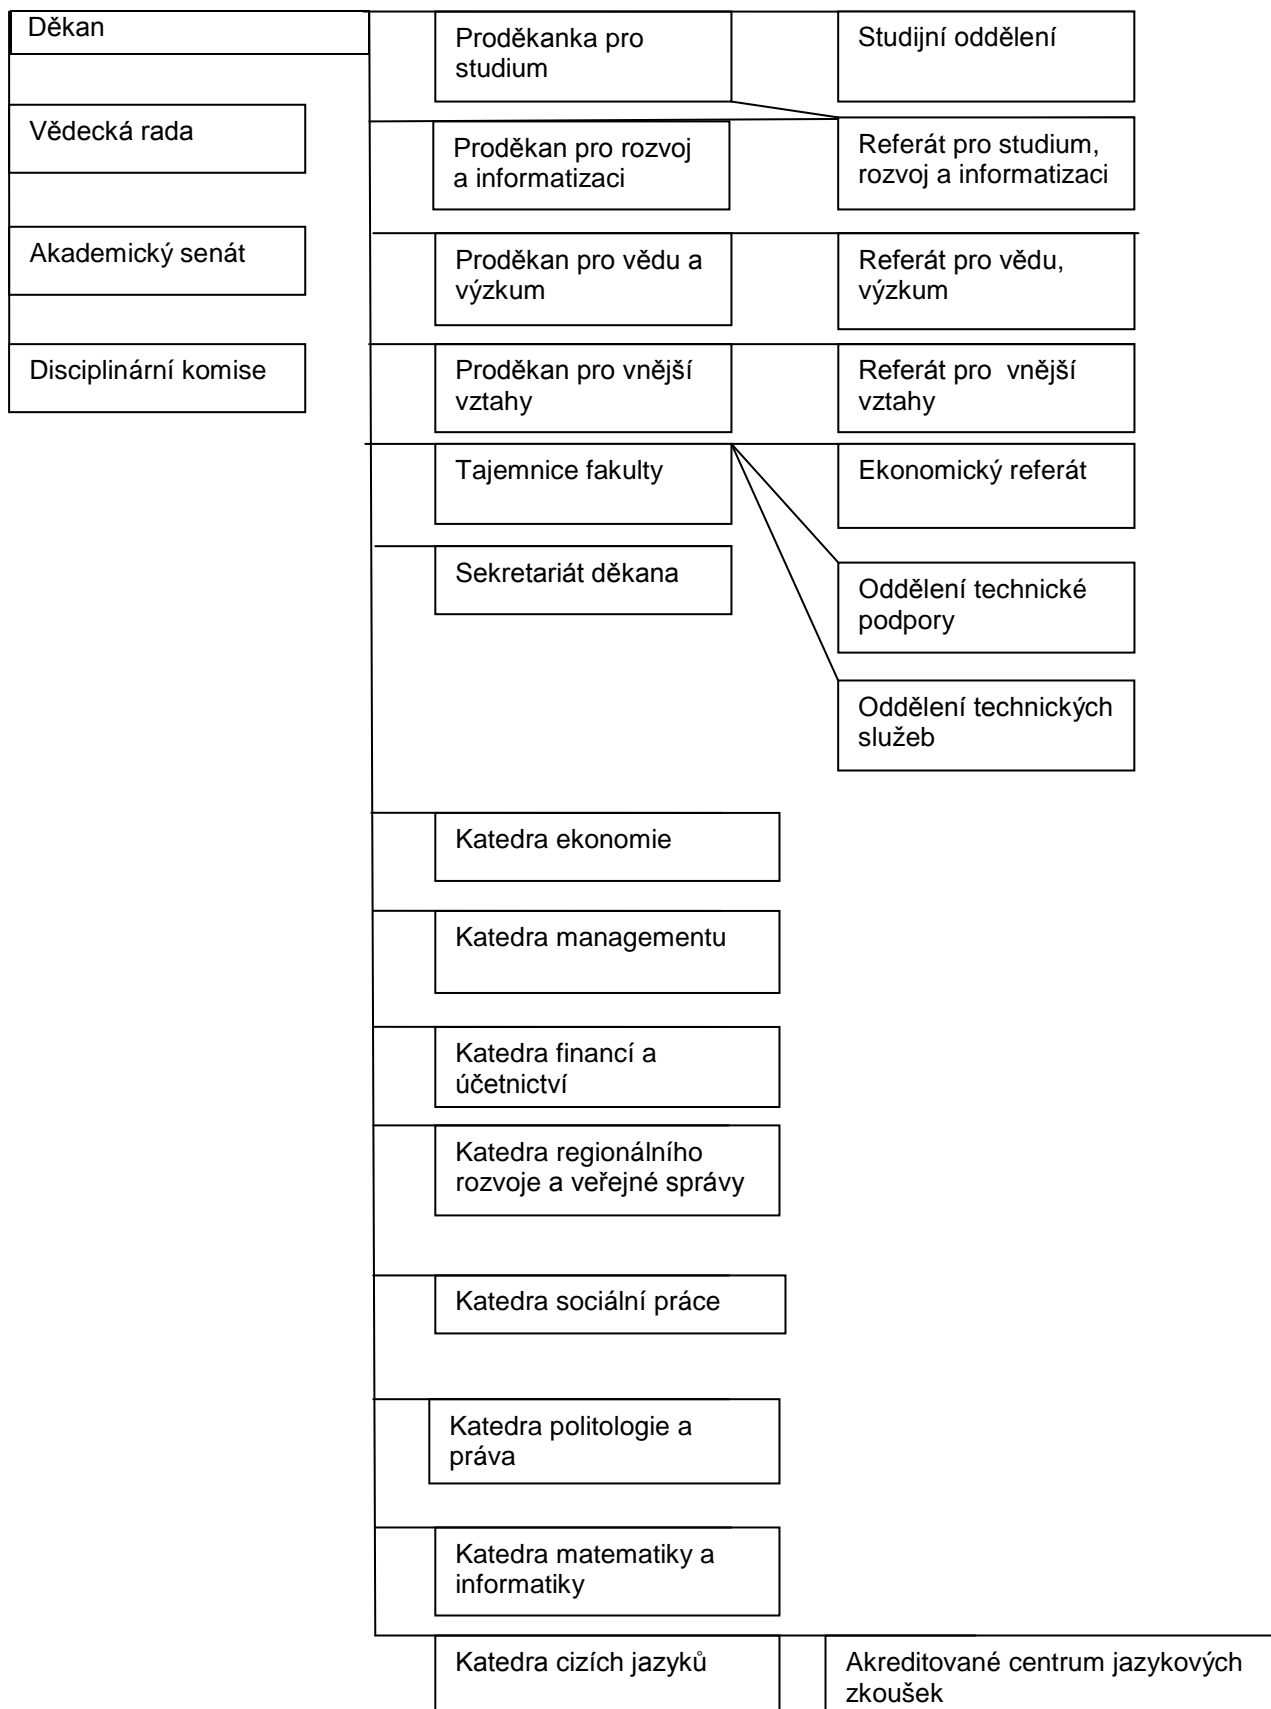 Děkan
Vědecká rada
Akademický senát
Disciplinární komise
Proděkanka pro
studium
Studijní oddělení
Proděkan pro rozvoj
a informatizaci
Referát pro studium,
rozvoj a informatizaci
Proděkan pro vědu a
výzkum
Referát pro vědu,
výzkum
Proděkan pro vnější
vztahy
Referát pro  vnější
vztahy
Tajemnice fakulty
Ekonomický referát
Sekretariát děkana
Oddělení technické
podpory
Oddělení technických
služeb
Katedra ekonomie
Katedra managementu
Katedra financí a
účetnictví
Katedra regionálního
rozvoje a veřejné správy
Katedra sociální práce
Katedra politologie a
práva
Katedra matematiky a
informatiky
Katedra cizích jazyků
Akreditované centrum jazykových
zkoušek